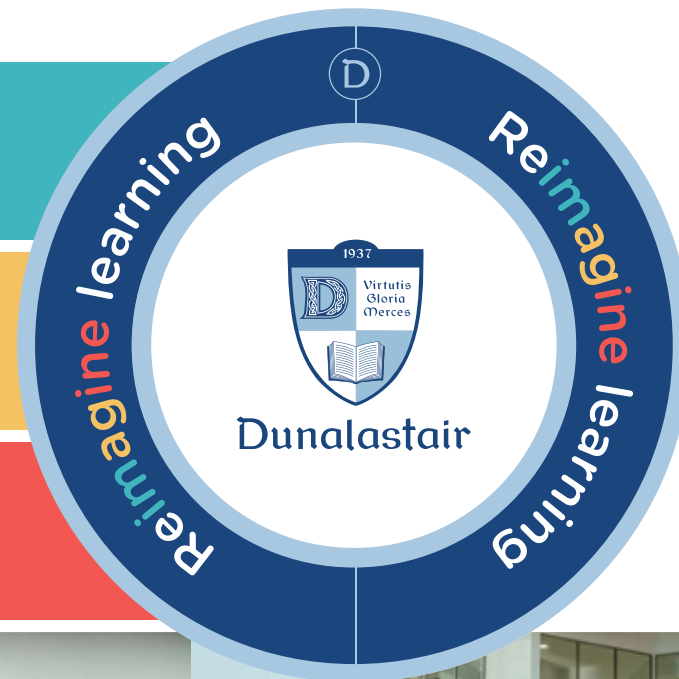 D
Reimagine learning
Reimagine learning
1937
D
Virtutis
Gloria
Merces
Dunalastair